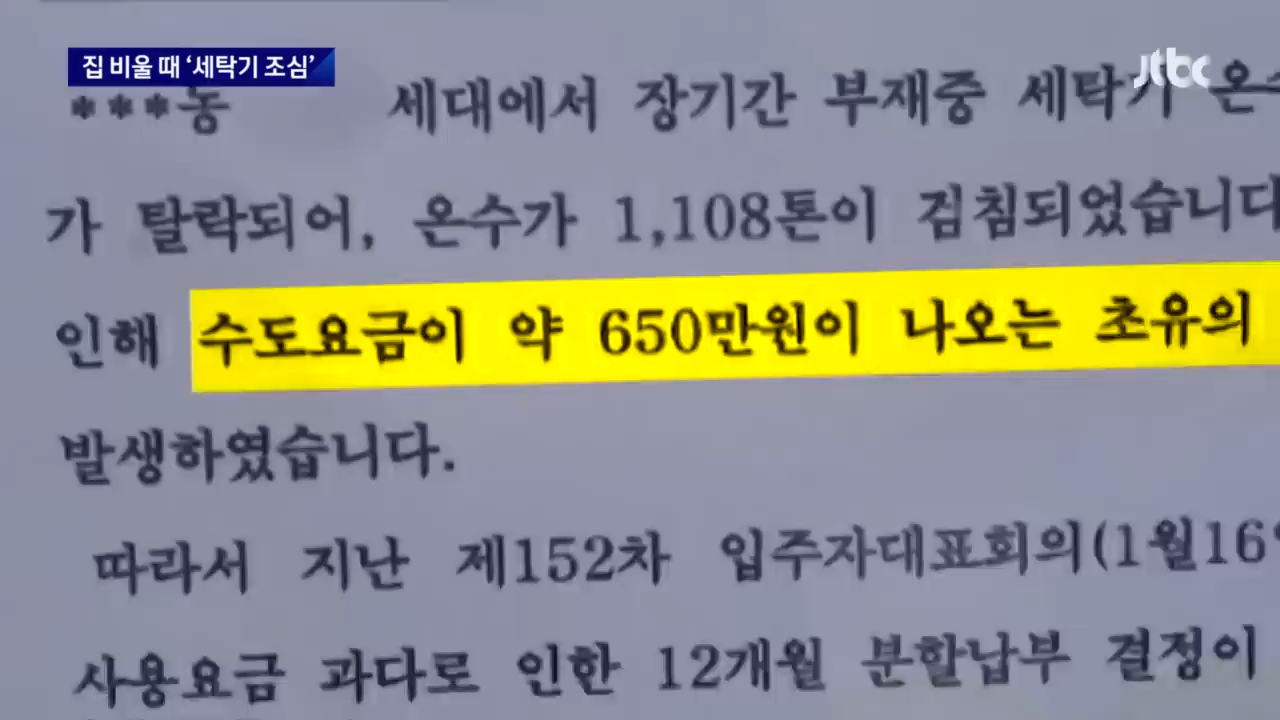 집 비울 때 ‘세탁기 조심’
jtbc
***동 세대에서 장기간 부재중 세탁기
가 탈락되어, 온수가 1,108톤이 검침되었습니다
인해 수도요금이 약 650만원이 나오는 초유의
발생하였습니다.
따라서 지난 제152차 입주자대표회의(1월16
사용요금 과다로 인한 12개월 분할납부 결정이